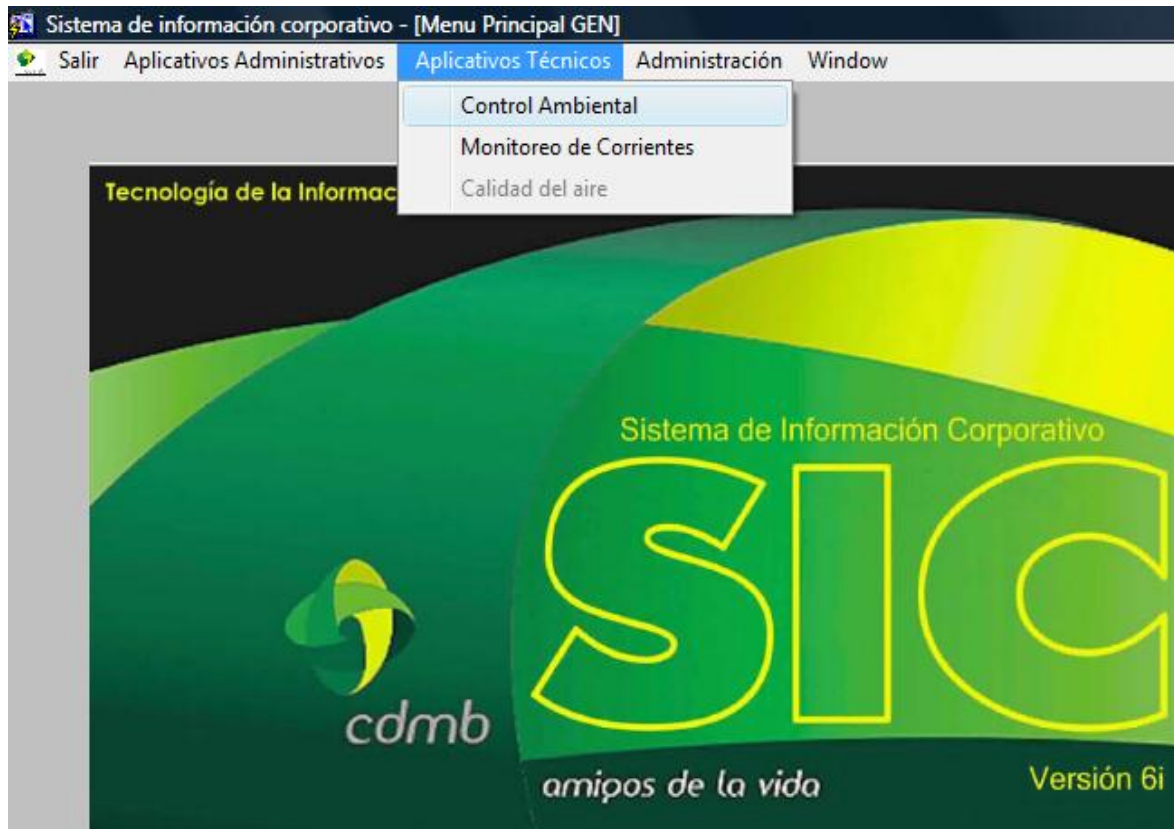 Sistema de información corporativo - [Menu Principal GEN]
Salir Aplicativos Administrativos Aplicativos Técnicos Administración Window
Control Ambiental
Monitoreo de Corrientes
Calidad del aire
Tecnología de la Informac
Sistema de Información Corporativo
SIC
cdmb
amigos de la vida
Versión 6i